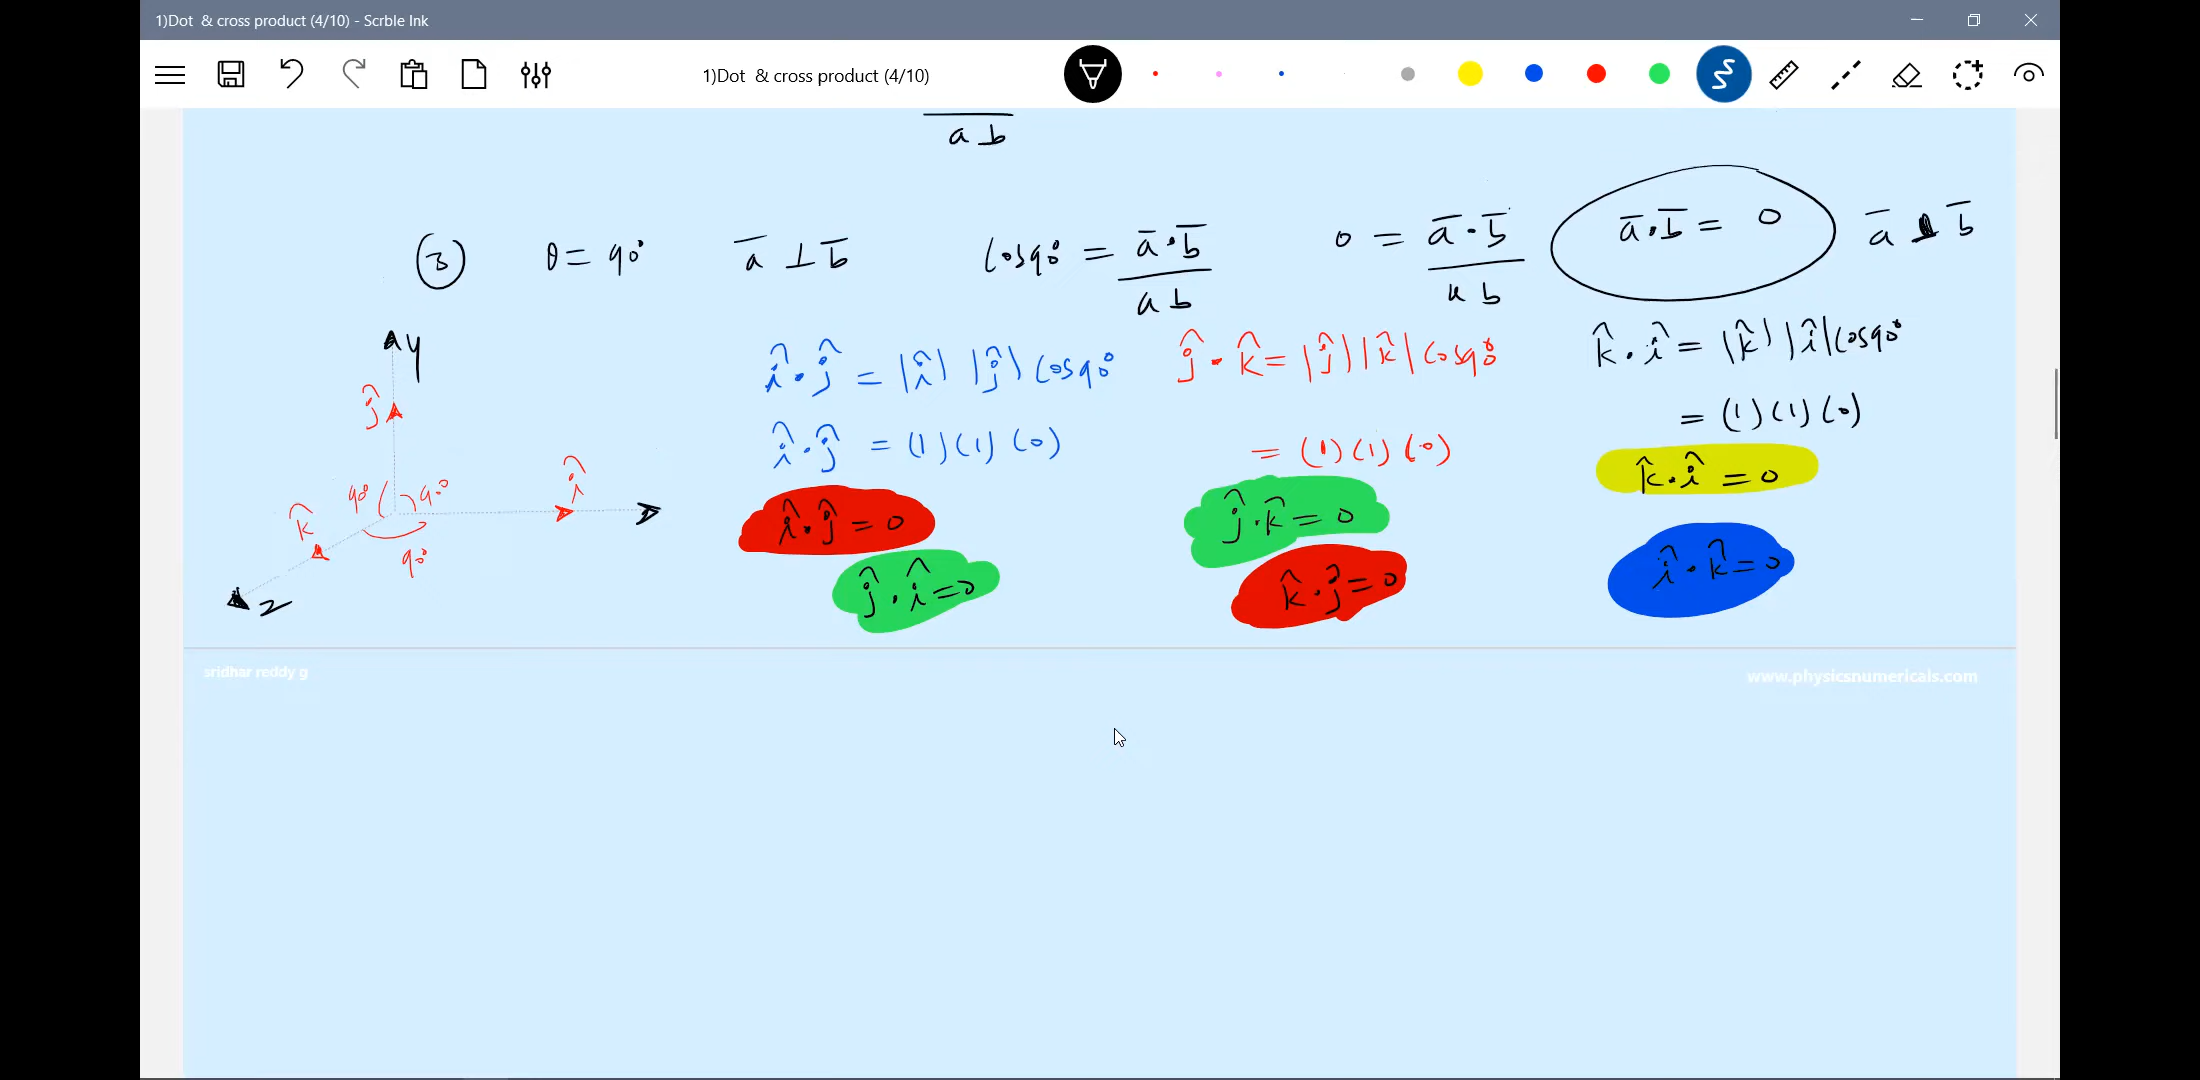 1)Dot & cross product (4/10) - Scrble Ink
1)Dot & cross product (4/10)
a b
③ θ = 90° a̅ ⊥ b̅ Cos90° = a̅·b̅ / a b 0 = a̅·b̅ / a b a̅·b̅ = 0 a̅ ⊥ b̅
y
ĵ
î
k̂
90° 90°
90°
z
î·ĵ = |î| |ĵ| Cos90°
î·ĵ = (1)(1)(0)
î·ĵ = 0
ĵ·î = 0
ĵ·k̂ = |ĵ| |k̂| Cos90°
= (1)(1)(0)
ĵ·k̂ = 0
k̂·ĵ = 0
k̂·î = |k̂| |î| Cos90°
= (1)(1)(0)
k̂·î = 0
î·k̂ = 0
sridhar reddy g
www.physicsnumericals.com